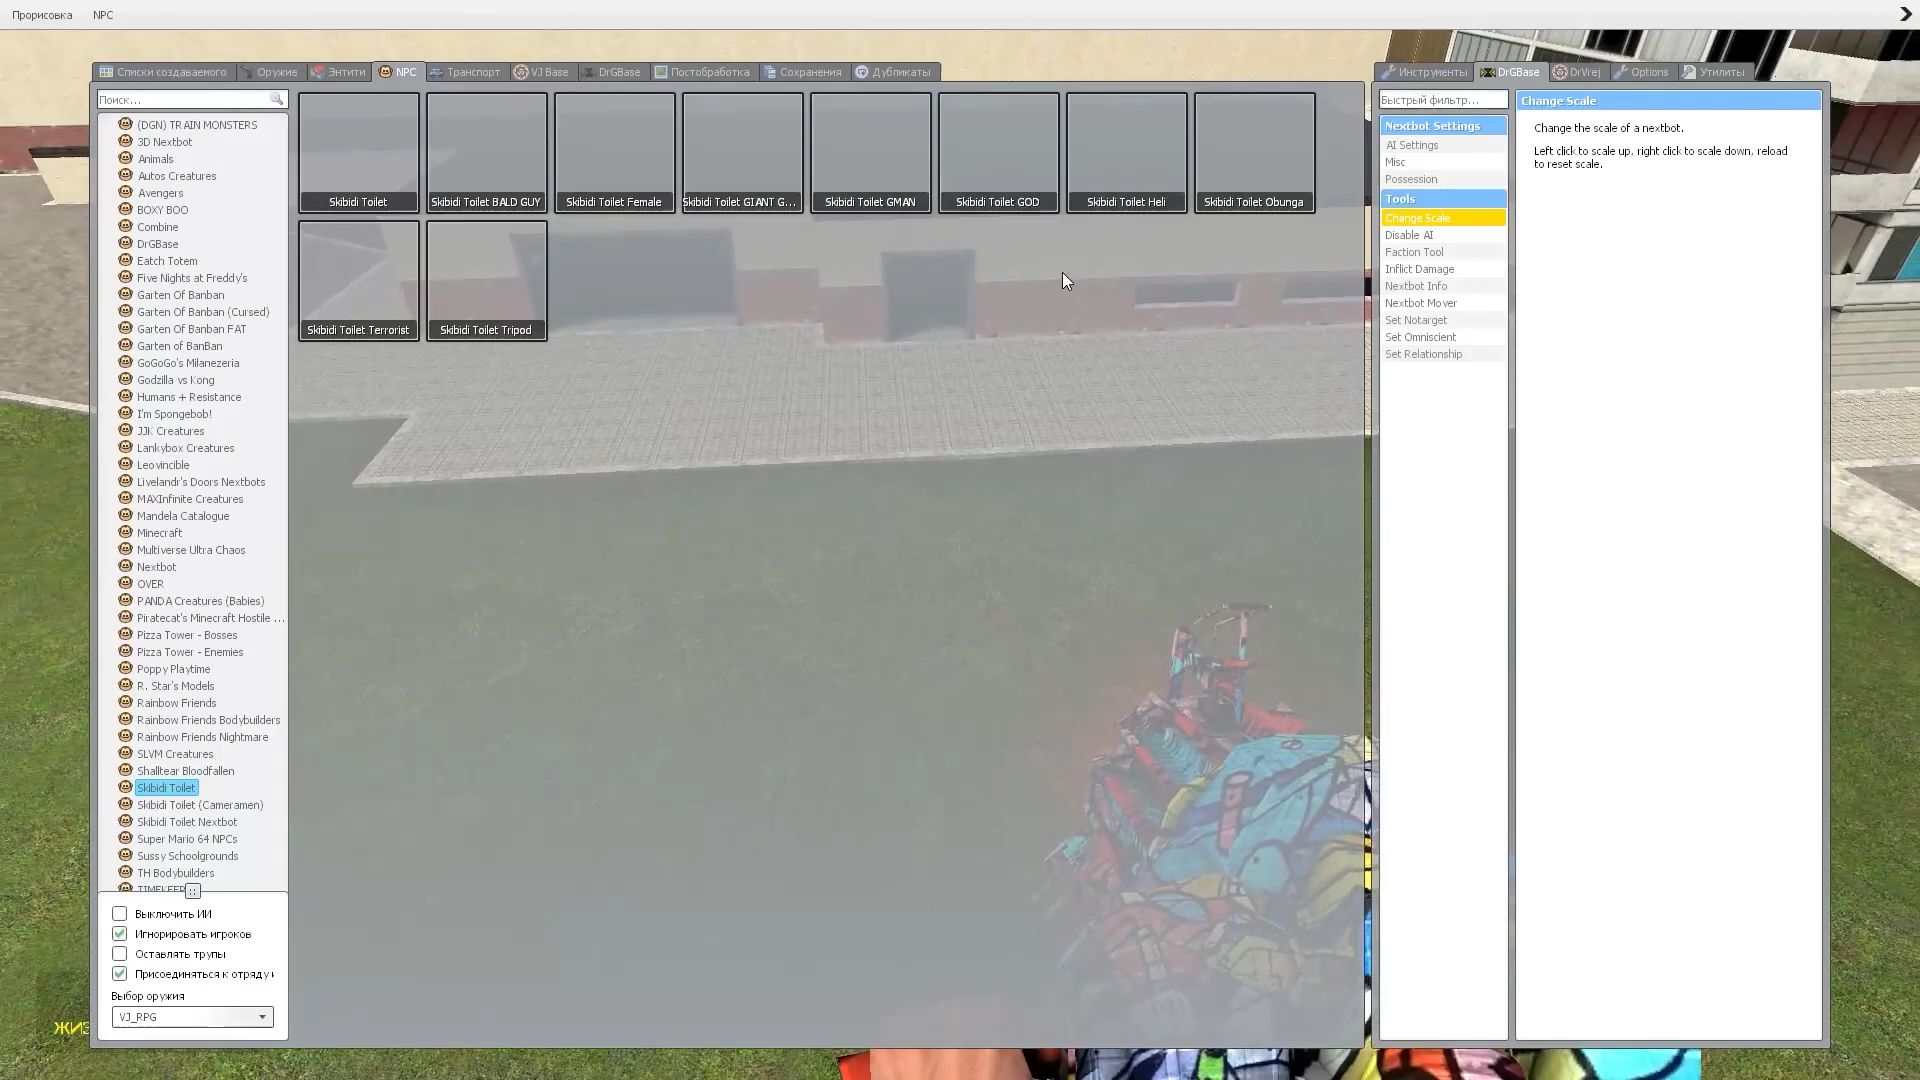 Прорисовка NPC
Списки создаваемого Оружие Энтити NPC Транспорт VJ Base DrGBase Постобработка Сохранения Дубликаты
Инструменты DrGBase DrVrej Options Утилиты
Поиск...
(DGN) TRAIN MONSTERS
3D Nextbot
Animals
Autos Creatures
Avengers
BOXY BOO
Combine
DrGBase
Eatch Totem
Five Nights at Freddy's
Garten Of Banban
Garten Of Banban (Cursed)
Garten Of Banban FAT
Garten of BanBan
GoGoGo's Milanezeria
Godzilla vs Kong
Humans + Resistance
I'm Spongebob!
JJK Creatures
Lankybox Creatures
Leovincible
Livelandr's Doors Nextbots
MAXInfinite Creatures
Mandela Catalogue
Minecraft
Multiverse Ultra Chaos
Nextbot
OVER
PANDA Creatures (Babies)
Piratecat's Minecraft Hostile ...
Pizza Tower - Bosses
Pizza Tower - Enemies
Poppy Playtime
R. Star's Models
Rainbow Friends
Rainbow Friends Bodybuilders
Rainbow Friends Nightmare
SLVM Creatures
Shalltear Bloodfallen
Skibidi Toilet
Skibidi Toilet (Cameramen)
Skibidi Toilet Nextbot
Super Mario 64 NPCs
Sussy Schoolgrounds
TH Bodybuilders
Выключить ИИ
Игнорировать игроков
Оставлять трупы
Присоединяться к отряду
Выбор оружия
VJ_RPG
Skibidi Toilet
Skibidi Toilet BALD GUY
Skibidi Toilet Female
Skibidi Toilet GIANT G...
Skibidi Toilet GMAN
Skibidi Toilet GOD
Skibidi Toilet Heli
Skibidi Toilet Obunga
Skibidi Toilet Terrorist
Skibidi Toilet Tripod
Быстрый фильтр...
Nextbot Settings
AI Settings
Misc
Possession
Tools
Change Scale
Disable AI
Faction Tool
Inflict Damage
Nextbot Info
Nextbot Mover
Set Notarget
Set Omniscient
Set Relationship
Change Scale
Change the scale of a nextbot.
Left click to scale up, right click to scale down, reload
to reset scale.